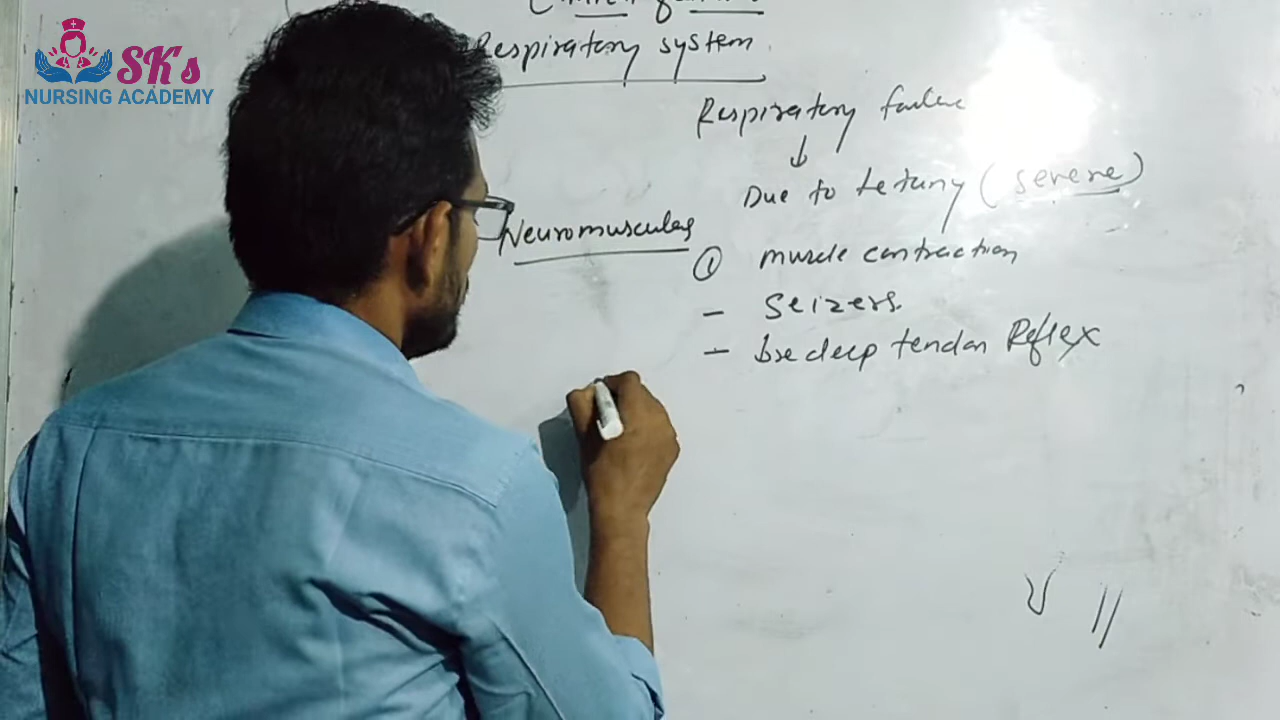 SK's
NURSING ACADEMY
Respiratory system
Respiratory failure
↓
Due to tetany (severe)
Neuromuscular
① muscle contraction
- Seizers
- deep tendon Reflex